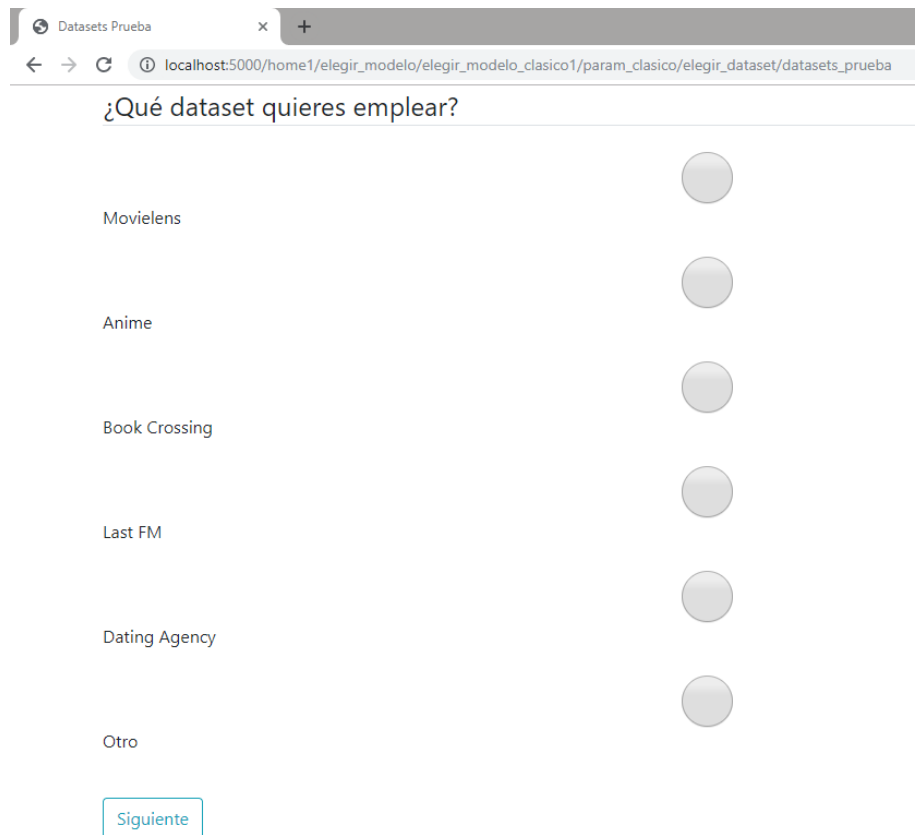 Datasets Prueba
localhost:5000/home1/elegir_modelo/elegir_modelo_clasico1/param_clasico/elegir_dataset/datasets_prueba
¿Qué dataset quieres emplear?
Movielens
Anime
Book Crossing
Last FM
Dating Agency
Otro
Siguiente